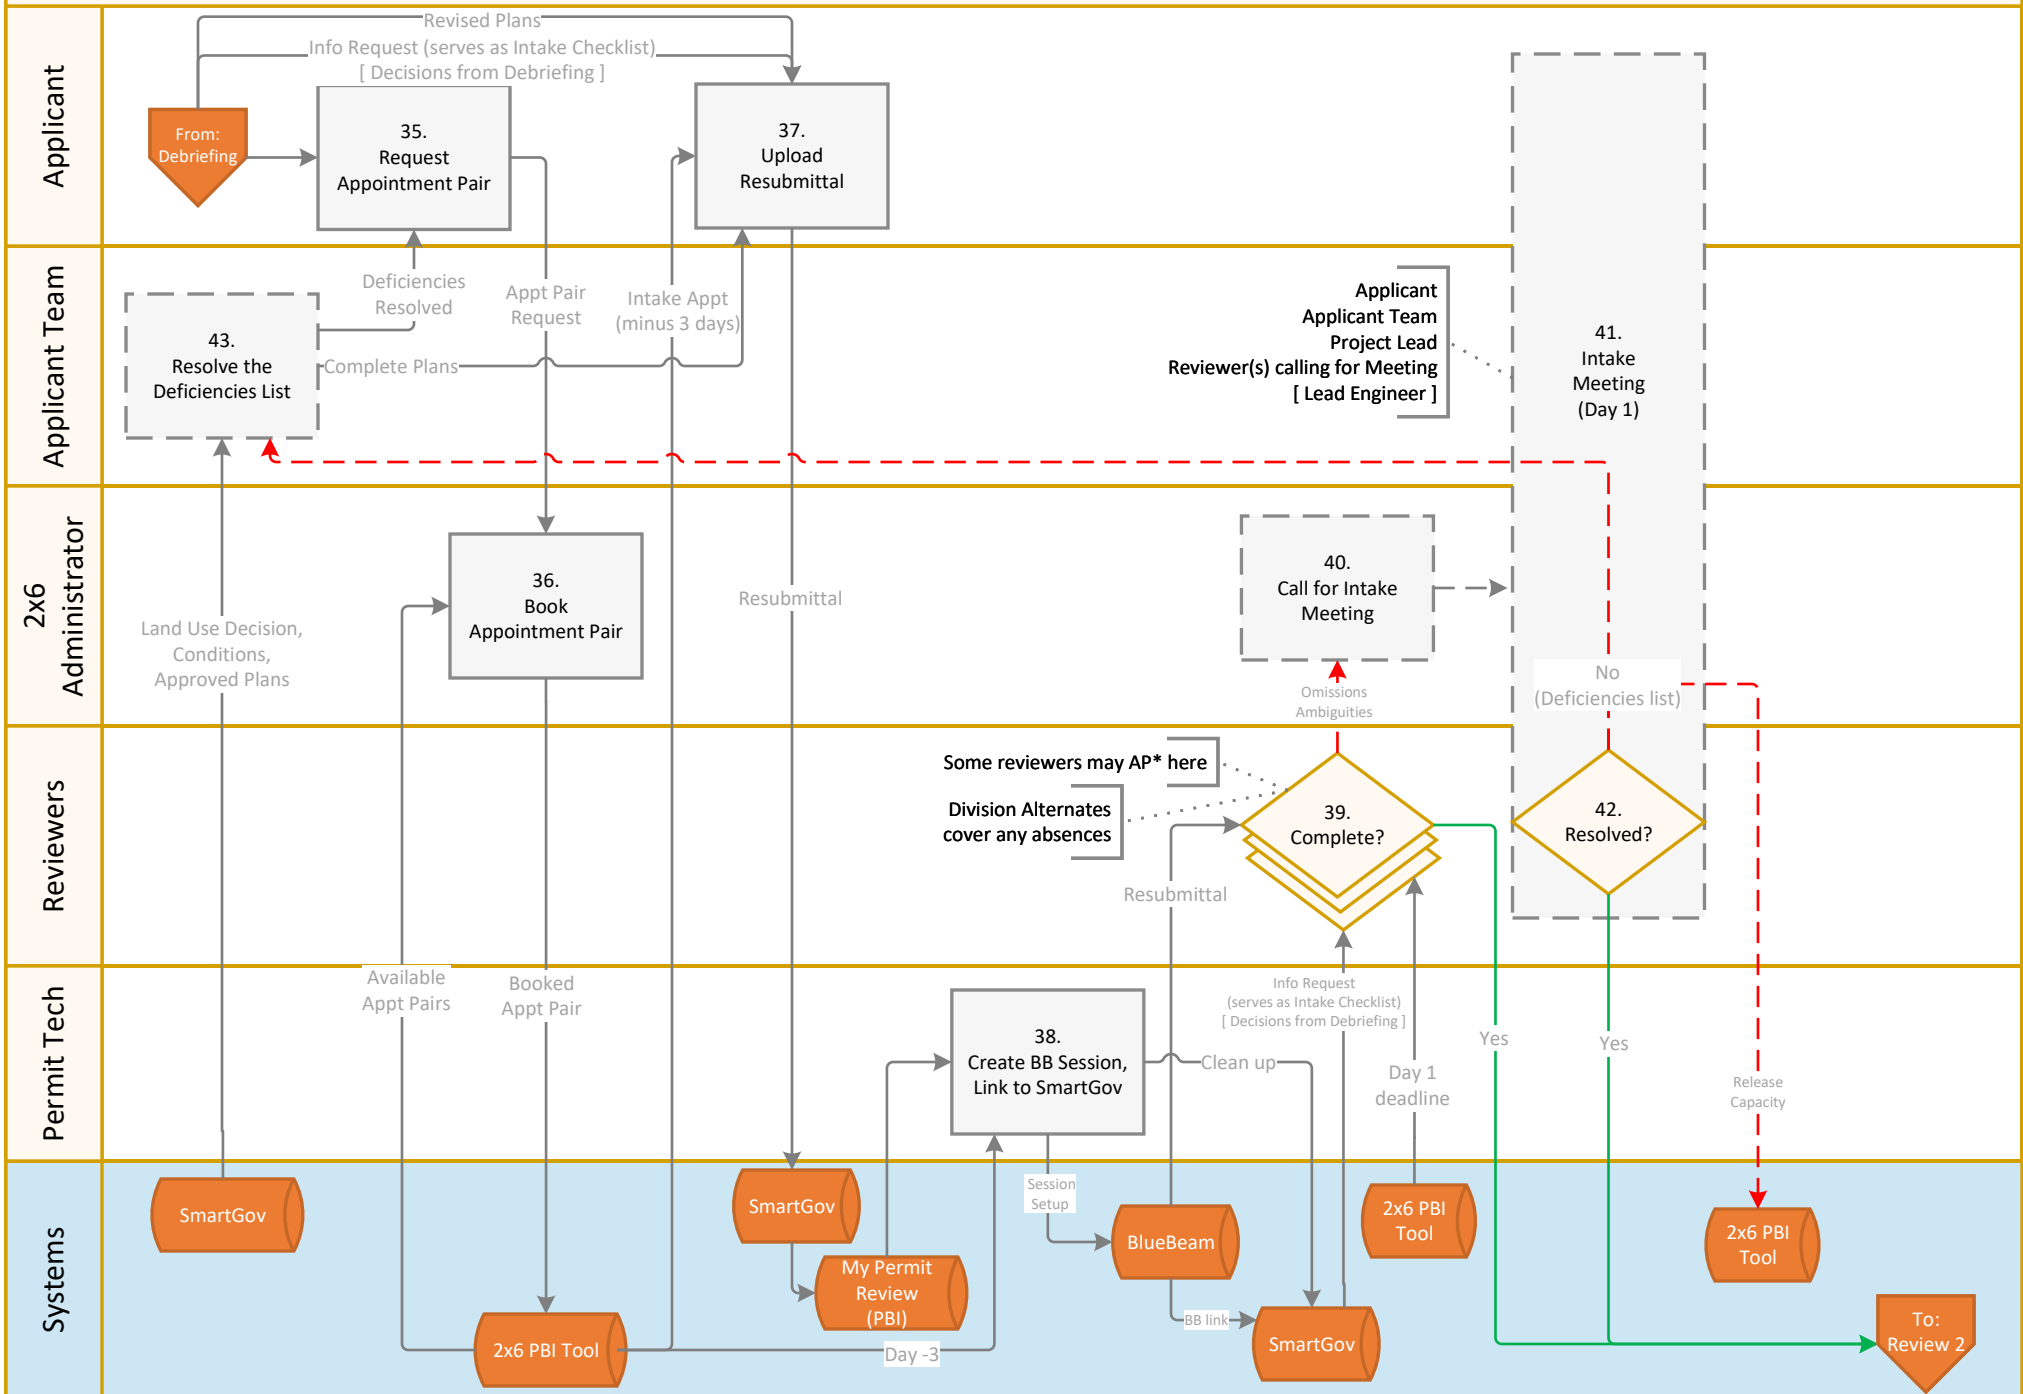 Applicant
Revised Plans
Info Request (serves as Intake Checklist)
[ Decisions from Debriefing ]
From:
Debriefing
35.
Request
Appointment Pair
37.
Upload
Resubmittal
Applicant Team
43.
Resolve the
Deficiencies List
Deficiencies
Resolved
Complete Plans
Appt Pair
Request
Intake Appt
(minus 3 days)
Applicant
Applicant Team
Project Lead
Reviewer(s) calling for Meeting
[ Lead Engineer ]
41.
Intake
Meeting
(Day 1)
2x6
Administrator
Land Use Decision,
Conditions,
Approved Plans
36.
Book
Appointment Pair
Resubmittal
40.
Call for Intake
Meeting
Omissions
Ambiguities
No
(Deficiencies list)
Reviewers
Some reviewers may AP* here
Division Alternates
cover any absences
39.
Complete?
42.
Resolved?
Resubmittal
Permit Tech
Available
Appt Pairs
Booked
Appt Pair
38.
Create BB Session,
Link to SmartGov
Clean up
Info Request
(serves as Intake Checklist)
[ Decisions from Debriefing ]
Day 1
deadline
Yes
Yes
Release
Capacity
Systems
SmartGov
2x6 PBI Tool
SmartGov
My Permit
Review
(PBI)
Day -3
Session
Setup
BlueBeam
BB link
SmartGov
2x6 PBI
Tool
2x6 PBI
Tool
To:
Review 2